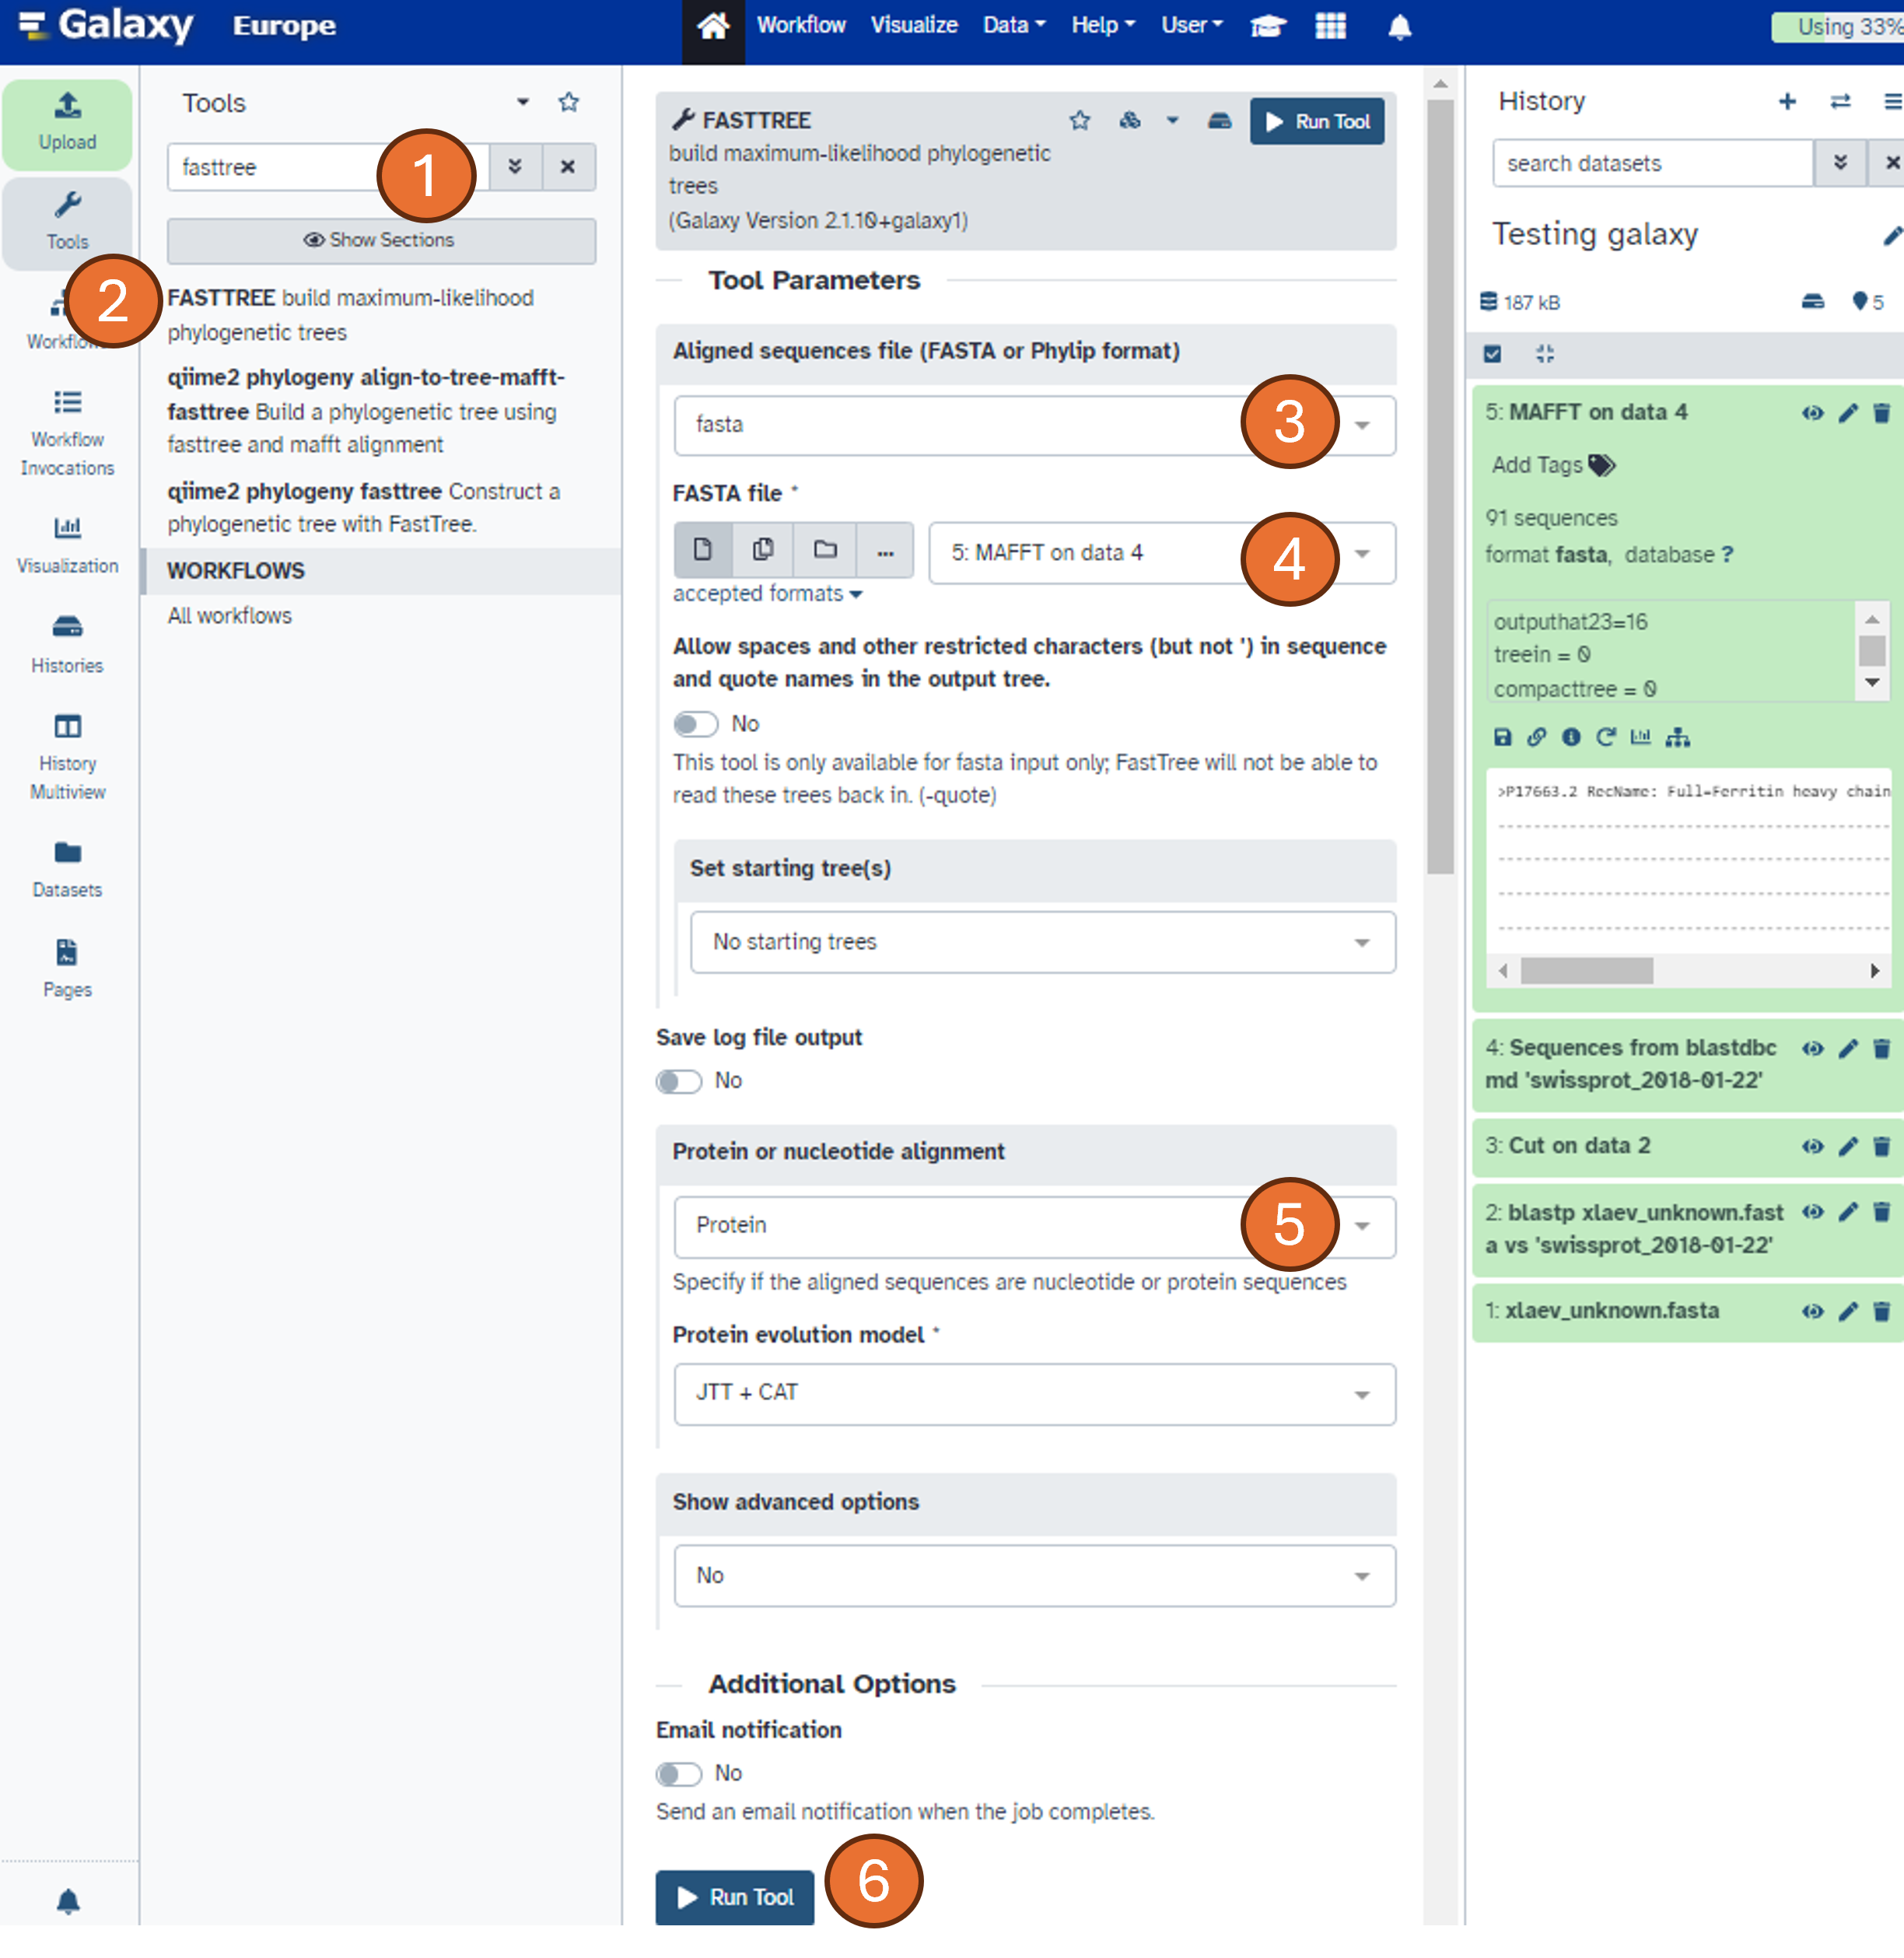 Galaxy Europe
Workflow Visualize Data Help User
Using 33%
Upload
Tools
Workflow
Invocations
Visualization
Histories
History
Multiview
Datasets
Pages
Tools
fasttree
1
Show Sections
2
FASTTREE build maximum-likelihood
phylogenetic trees
qiime2 phylogeny align-to-tree-mafft-
fasttree Build a phylogenetic tree using
fasttree and mafft alignment
qiime2 phylogeny fasttree Construct a
phylogenetic tree with FastTree.
WORKFLOWS
All workflows
FASTTREE
Run Tool
build maximum-likelihood phylogenetic
trees
(Galaxy Version 2.1.10+galaxy1)
Tool Parameters
Aligned sequences file (FASTA or Phylip format)
fasta
3
FASTA file *
5: MAFFT on data 4
4
accepted formats
Allow spaces and other restricted characters (but not ') in sequence
and quote names in the output tree.
No
This tool is only available for fasta input only; FastTree will not be able to
read these trees back in. (-quote)
Set starting tree(s)
No starting trees
Save log file output
No
Protein or nucleotide alignment
Protein
5
Specify if the aligned sequences are nucleotide or protein sequences
Protein evolution model *
JTT + CAT
Show advanced options
No
Additional Options
Email notification
No
Send an email notification when the job completes.
Run Tool
6
History
search datasets
Testing galaxy
187 kB
5
5: MAFFT on data 4
Add Tags
91 sequences
format fasta, database ?
outputhat23=16
treein = 0
compacttree = 0
>P17663.2 RecName: Full=Ferritin heavy chain
4: Sequences from blastdbc
md 'swissprot_2018-01-22'
3: Cut on data 2
2: blastp xlaev_unknown.fast
a vs 'swissprot_2018-01-22'
1: xlaev_unknown.fasta